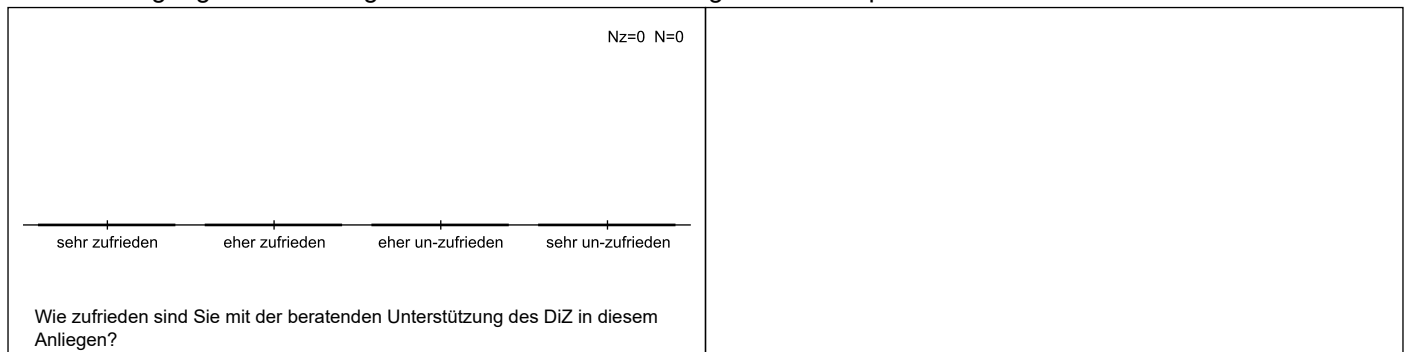 Nz=0 N=0
sehr zufrieden eher zufrieden eher un-zufrieden sehr un-zufrieden
Wie zufrieden sind Sie mit der beratenden Unterstützung des DiZ in diesem
Anliegen?